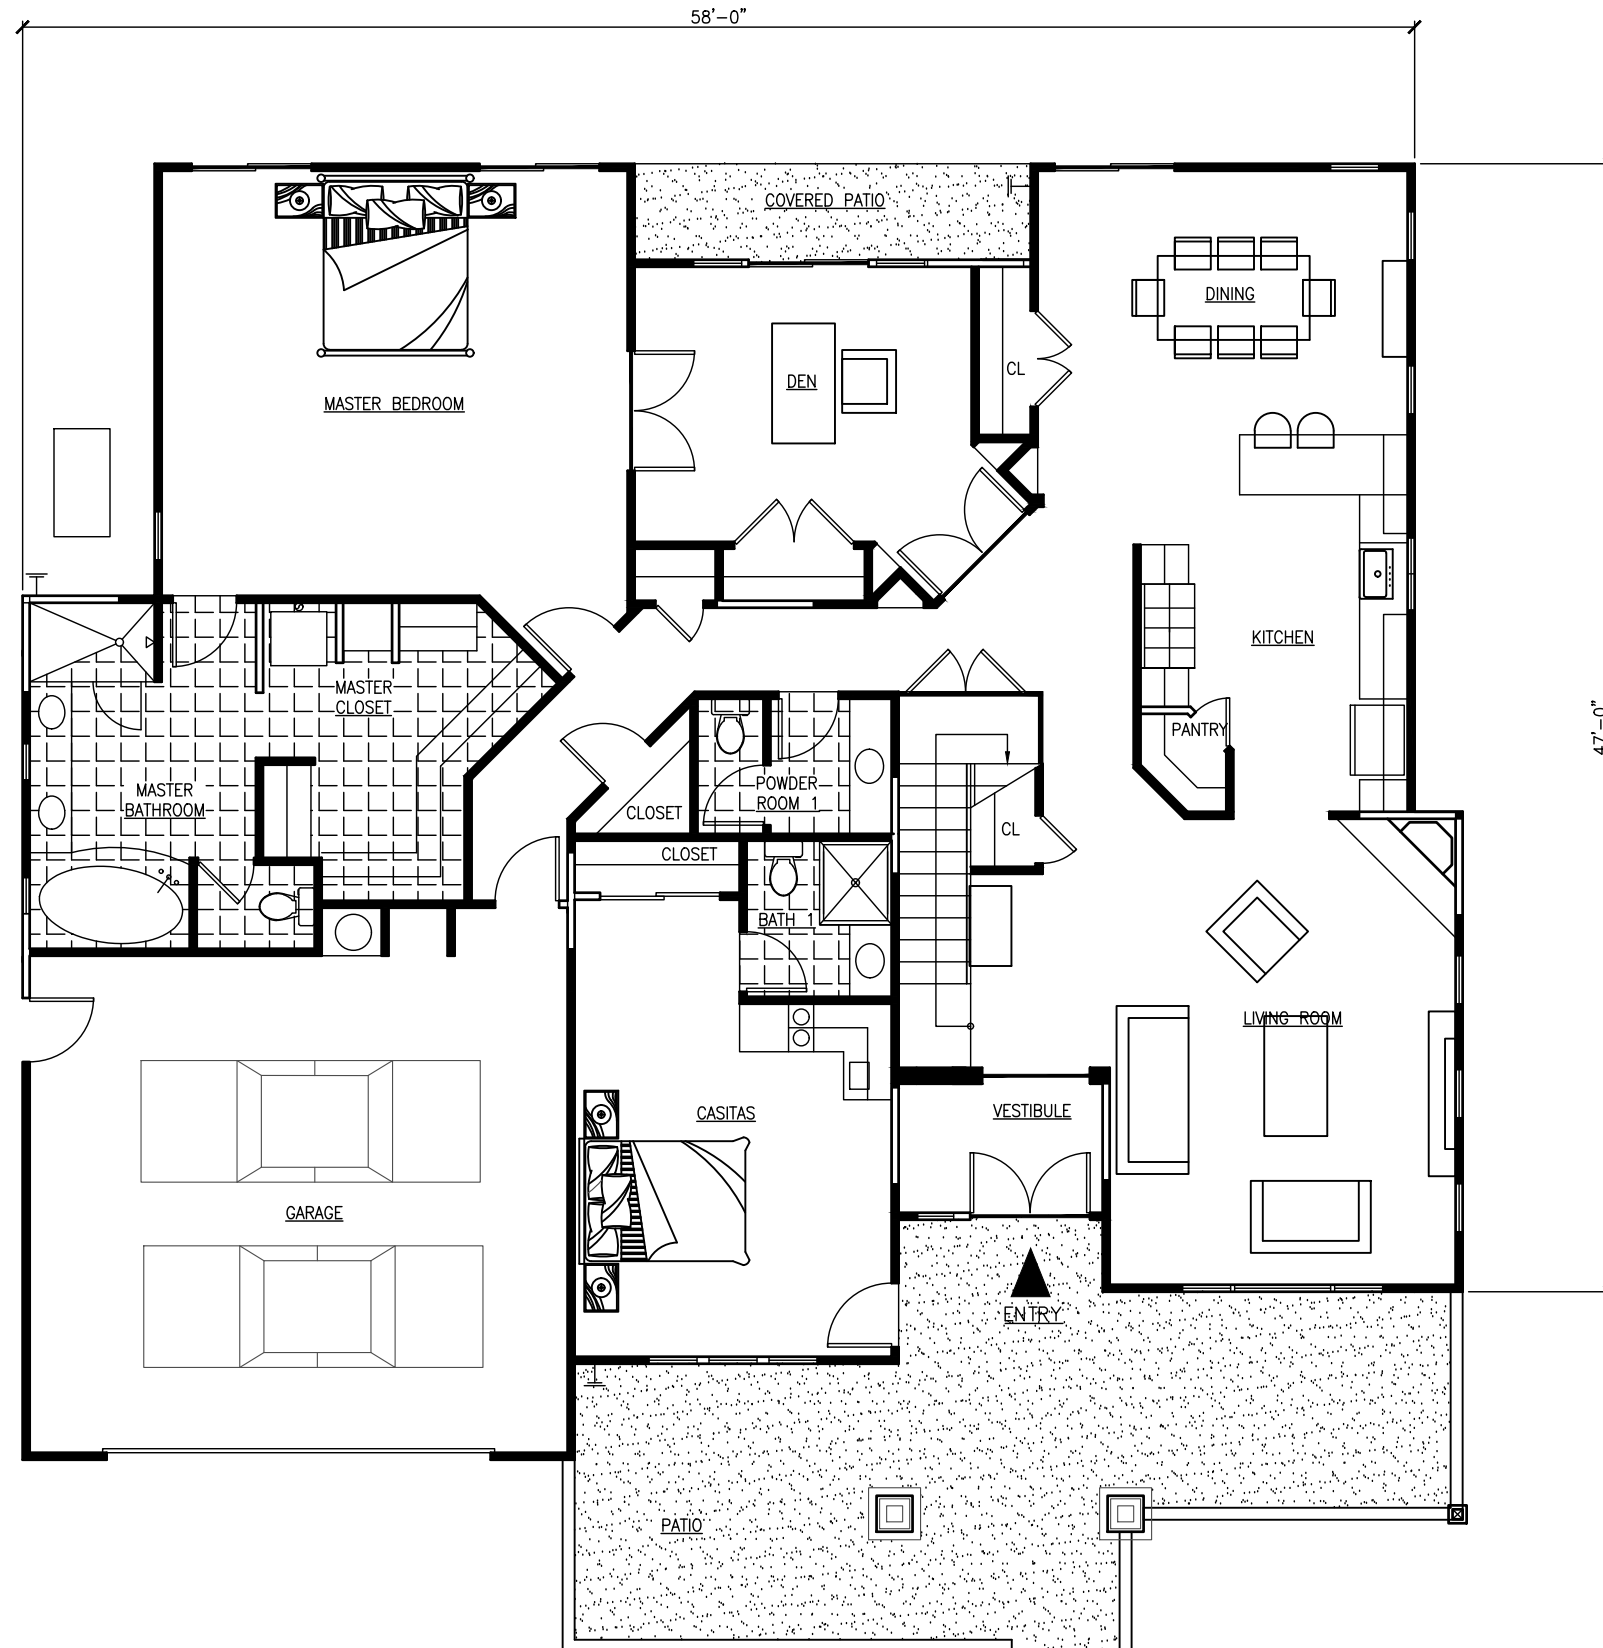 58'-0"
COVERED PATIO
DINING
CL
DEN
MASTER BEDROOM
KITCHEN
MASTER
CLOSET
PANTRY
47'-0"
POWDER
ROOM 1
MASTER
BATHROOM
CLOSET
CL
CLOSET
BATH 1
LIVING ROOM
CASITAS
VESTIBULE
GARAGE
ENTRY
PATIO